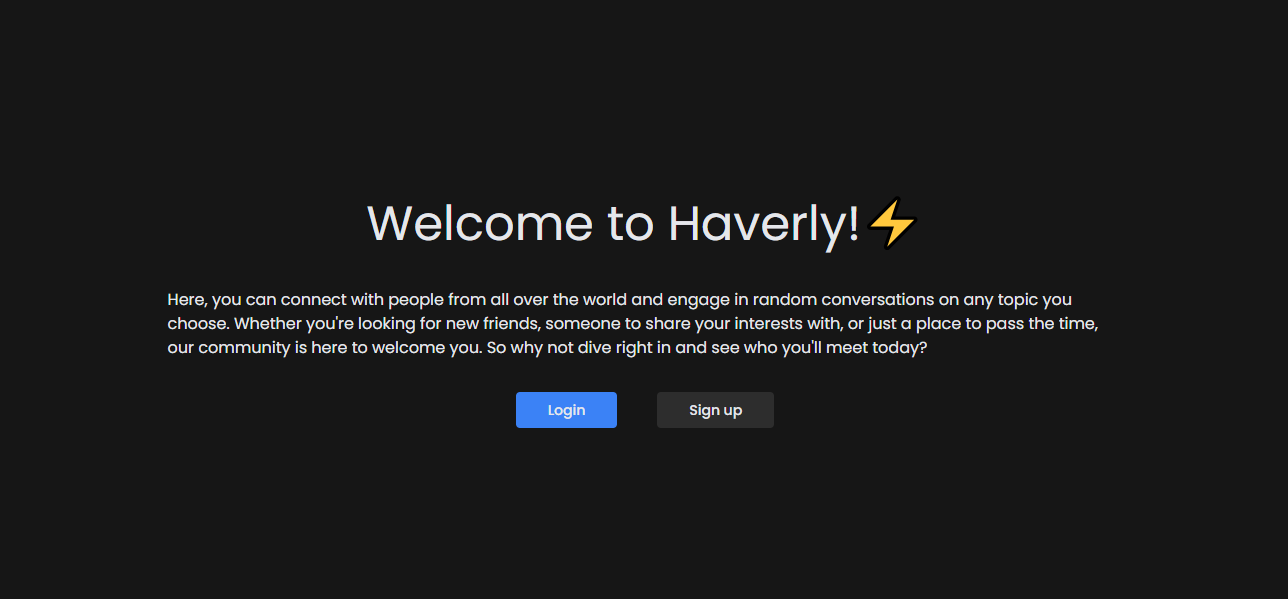 Welcome to Haverly!⚡
Here, you can connect with people from all over the world and engage in random conversations on any topic you
choose. Whether you're looking for new friends, someone to share your interests with, or just a place to pass the time,
our community is here to welcome you. So why not dive right in and see who you'll meet today?
Login
Sign up